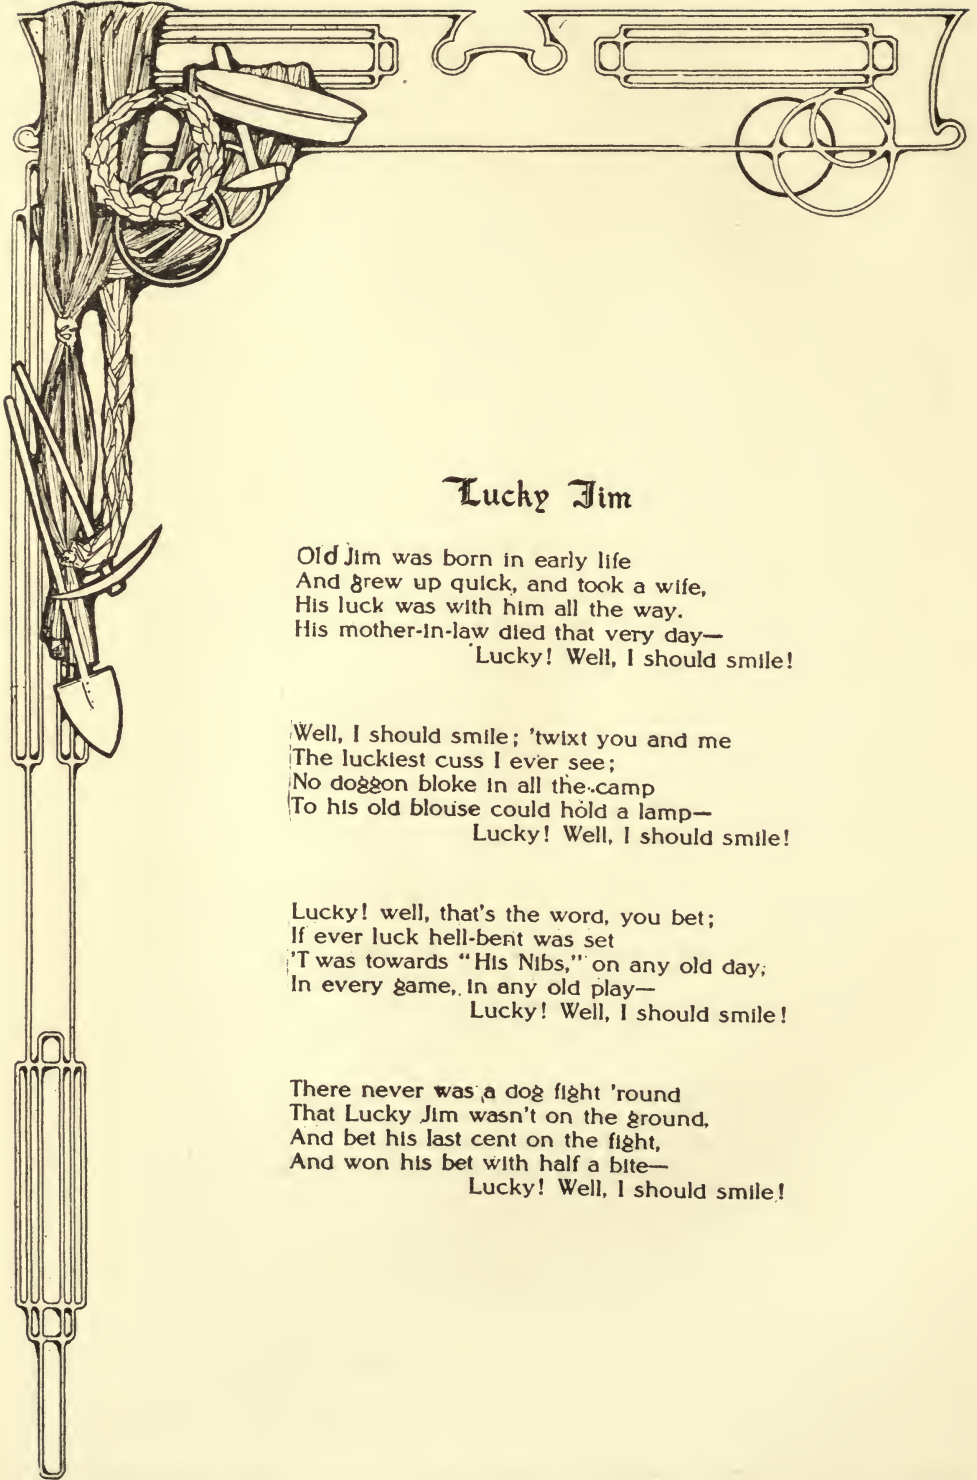 Lucky Jim
Old Jim was born in early life
And grew up quick, and took a wife,
His luck was with him all the way.
His mother-in-law died that very day—
Lucky! Well, I should smile!
Well, I should smile; 'twixt you and me
The luckiest cuss I ever see;
No doggon bloke in all the camp
To his old blouse could hold a lamp—
Lucky! Well, I should smile!
Lucky! well, that's the word, you bet;
If ever luck hell-bent was set
'T was towards "His Nibs," on any old day,
In every game, in any old play—
Lucky! Well, I should smile!
There never was a dog fight 'round
That Lucky Jim wasn't on the ground,
And bet his last cent on the fight,
And won his bet with half a bite—
Lucky! Well, I should smile!